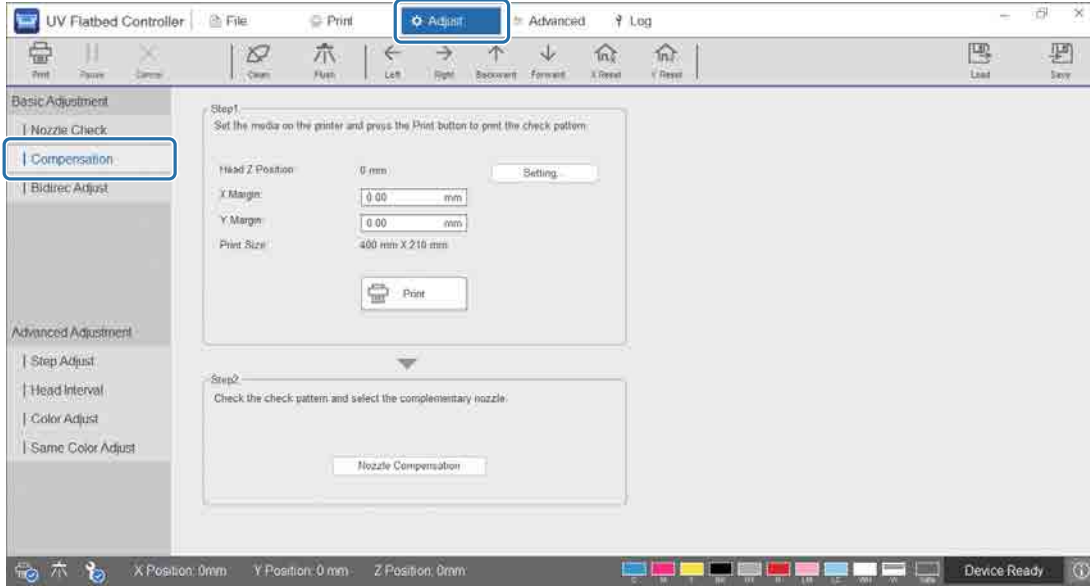 UV Flatbed Controller File Print Adjust Advanced Log
Print Pause Cancel Clean Flush Left Right Backward Forward X Reset Y Reset Load Save
Basic Adjustment
Nozzle Check
Compensation
Bidirec Adjust
Advanced Adjustment
Step Adjust
Head Interval
Color Adjust
Same Color Adjust
Step1
Set the media on the printer and press the Print button to print the check pattern.
Head Z Position: 0 mm Setting...
X Margin: 0.00 mm
Y Margin: 0.00 mm
Print Size: 400 mm X 210 mm
Print
Step2
Check the check pattern and select the complementary nozzle.
Nozzle Compensation
X Position: 0mm Y Position: 0 mm Z Position: 0mm Device Ready
C M Y BK R LM LC WH